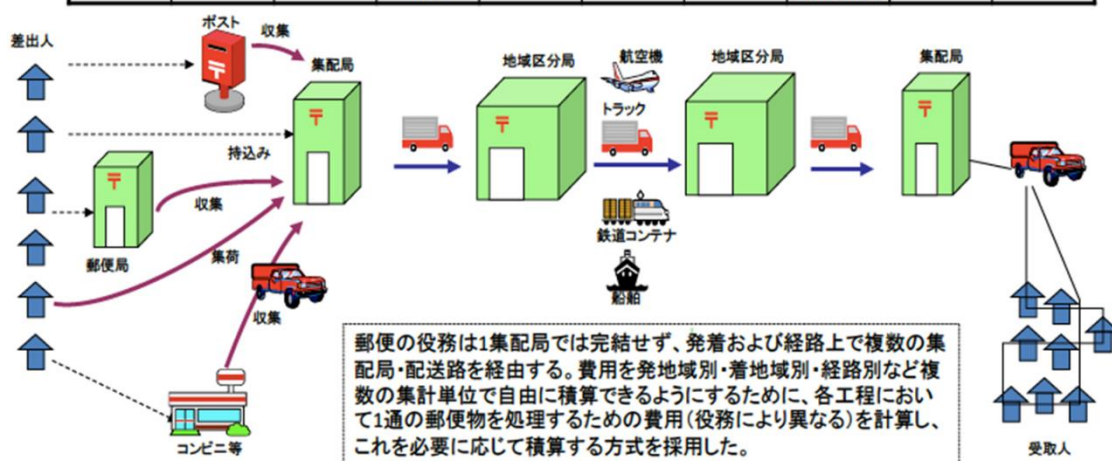 差出人
ポスト
収集
集配局
地域区分局
航空機
地域区分局
集配局
トラック
持込み
収集
郵便局
集荷
収集
鉄道コンテナ
船舶
コンビニ等
郵便の役務は1集配局では完結せず、発着および経路上で複数の集
配局・配送路を経由する。費用を発地域別・着地域別・経路別など複
数の集計単位で自由に積算できるようにするために、各工程におい
て1通の郵便物を処理するための費用(役務により異なる)を計算し、
これを必要に応じて積算する方式を採用した。
受取人